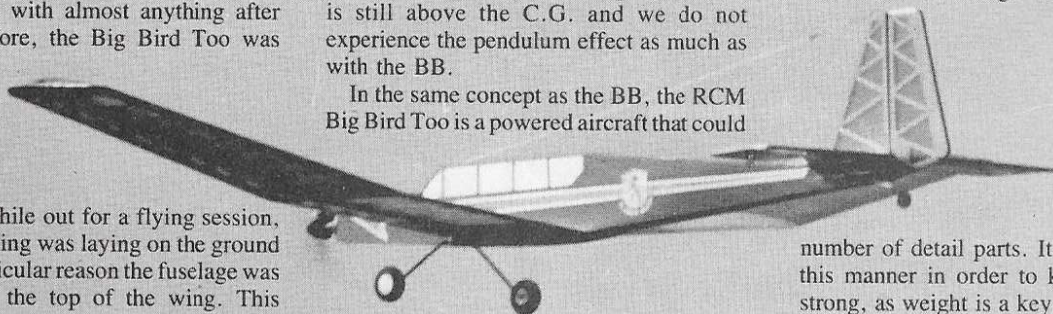 with almost anything after
ore, the Big Bird Too was
hile out for a flying session,
ing was laying on the ground
icular reason the fuselage was
the top of the wing. This
is still above the C.G. and we do not
experience the pendulum effect as much as
with the BB.
In the same concept as the BB, the RCM
Big Bird Too is a powered aircraft that could
number of detail parts. It
this manner in order to
strong, as weight is a key